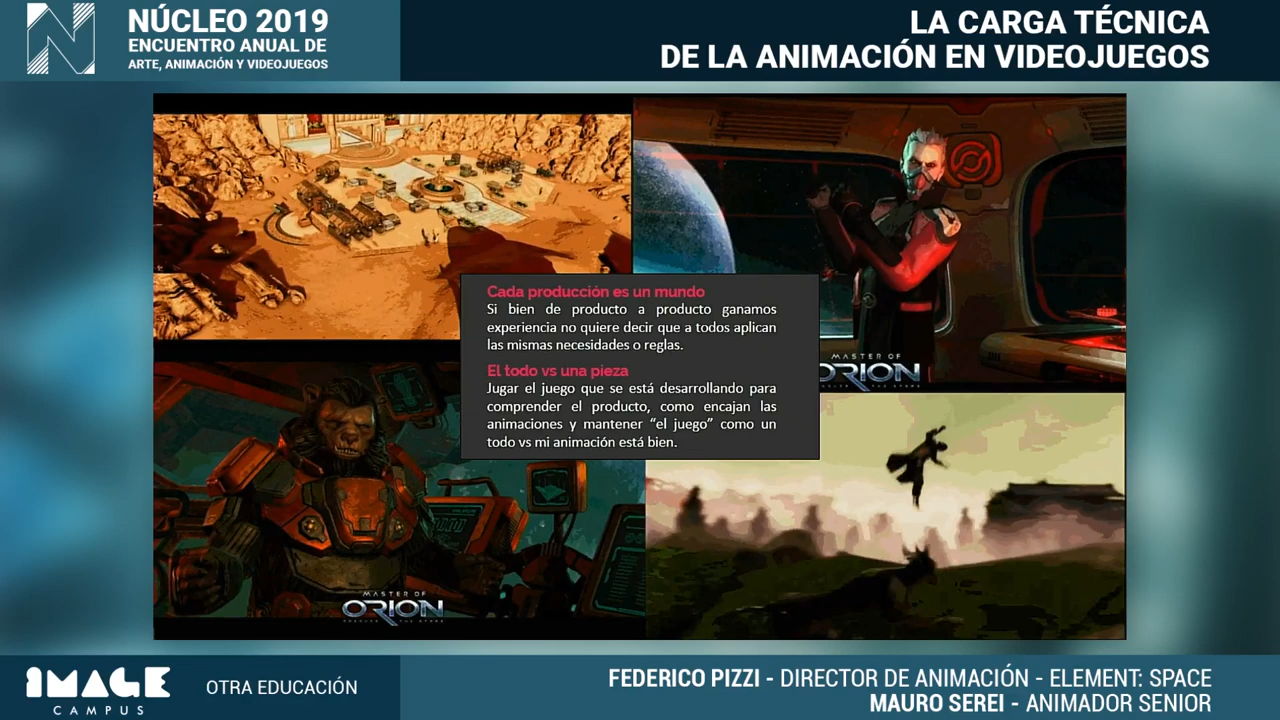 NÚCLEO 2019
ENCUENTRO ANUAL DE
ARTE, ANIMACIÓN Y VIDEOJUEGOS
LA CARGA TÉCNICA
DE LA ANIMACIÓN EN VIDEOJUEGOS
Cada producción es un mundo
Si bien de producto a producto ganamos
experiencia no quiere decir que a todos aplican
las mismas necesidades o reglas.
El todo vs una pieza
Jugar el juego que se está desarrollando para
comprender el producto, como encajan las
animaciones y mantener “el juego” como un
todo vs mi animación está bien.
MASTER OF
ORION
MASTER OF
ORION
CONQUER THE STARS
IMAGE
CAMPUS
OTRA EDUCACIÓN
FEDERICO PIZZI - DIRECTOR DE ANIMACIÓN - ELEMENT: SPACE
MAURO SEREI - ANIMADOR SENIOR